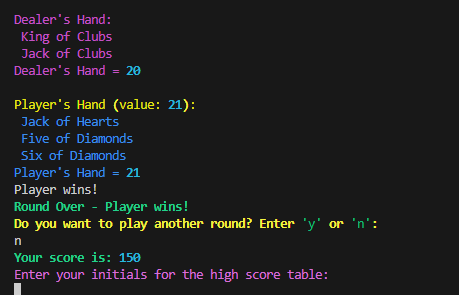 Dealer's Hand:
King of Clubs
Jack of Clubs
Dealer's Hand = 20
Player's Hand (value: 21):
Jack of Hearts
Five of Diamonds
Six of Diamonds
Player's Hand = 21
Player wins!
Round Over - Player wins!
Do you want to play another round? Enter 'y' or 'n':
n
Your score is: 150
Enter your initials for the high score table: